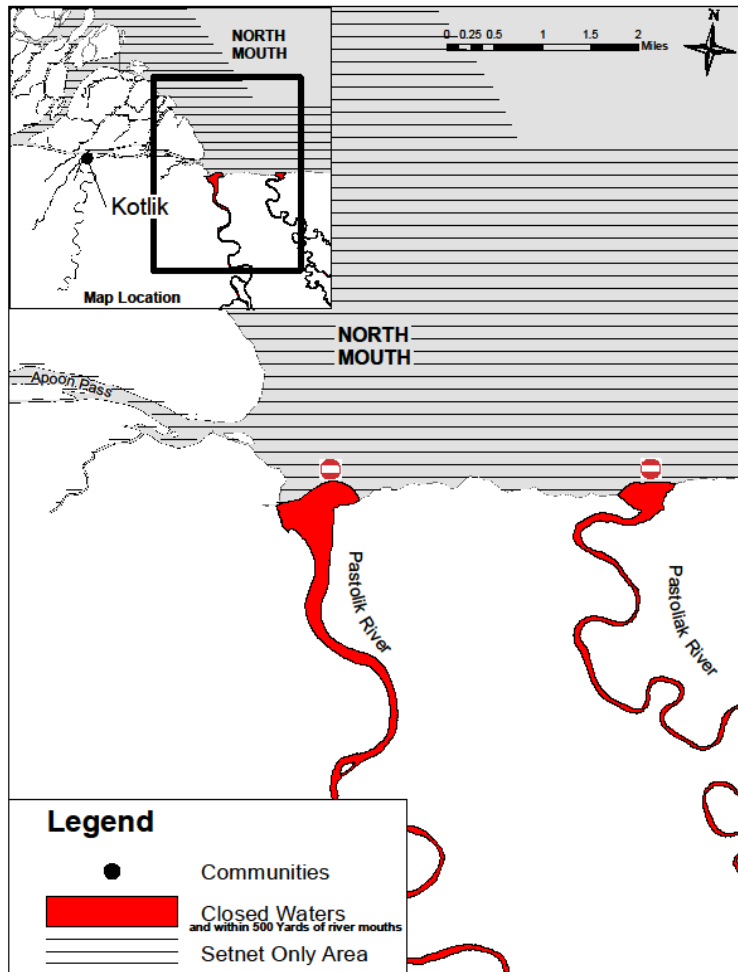 NORTH
MOUTH
Kotlik
Map Location
N
0 0.25 0.5 1 1.5 2
Miles
NORTH
MOUTH
Apoon Pass
Pastolik River
Pastoliak River
Legend
Communities
Closed Waters
and within 500 Yards of river mouths
Setnet Only Area